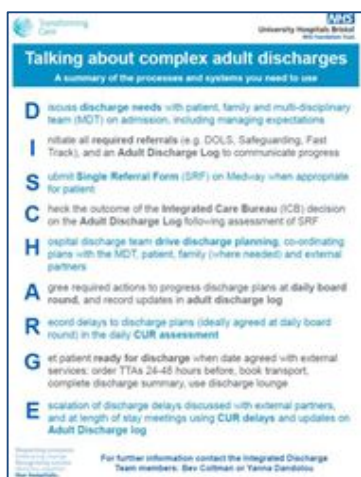 Transforming
Care
NHS
University Hospitals Bristol
NHS Foundation Trust
Talking about complex adult discharges
A summary of the processes and systems you need to use
D iscuss discharge needs with patient, family and multi-disciplinary
team (MDT) on admission, including managing expectations
I nitiate all required referrals (e.g. DOLS, Safeguarding, Fast
Track), and an Adult Discharge Log to communicate progress
S ubmit Single Referral Form (SRF) on Medway when appropriate
for patient
C heck the outcome of the Integrated Care Bureau (ICB) decision
on the Adult Discharge Log following assessment of SRF
H ospital discharge team drive discharge planning, co-ordinating
plans with the MDT, patient, family (where needed) and external
partners
A gree required actions to progress discharge plans at daily board
round, and record updates in adult discharge log
R ecord delays to discharge plans (ideally agreed at daily board
round) in the daily CUR assessment
G et patient ready for discharge when date agreed with external
services: order TTAs 24-48 hours before, book transport,
complete discharge summary, use discharge lounge
E scalation of discharge delays discussed with external partners,
and at length of stay meetings using CUR delays and updates on
Adult Discharge log
Respecting everyone
Embracing change
Recognising success
Working together
Our hospitals.
For further information contact the Integrated Discharge
Team members: Bev Coltman or Yanna Dandolou